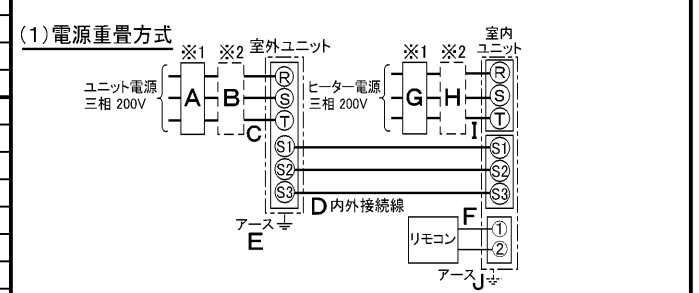 (1)電源重畳方式
※1 ※2 室外ユニット
ユニット電源
三相 200V
A B C
R
S
T
S1
S2
S3
アース
E
D 内外接続線
※1 ※2
室内
ユニット
ヒーター電源
三相 200V
G H I
R
S
T
S1
S2
S3
F
リモコン
1
2
アース J